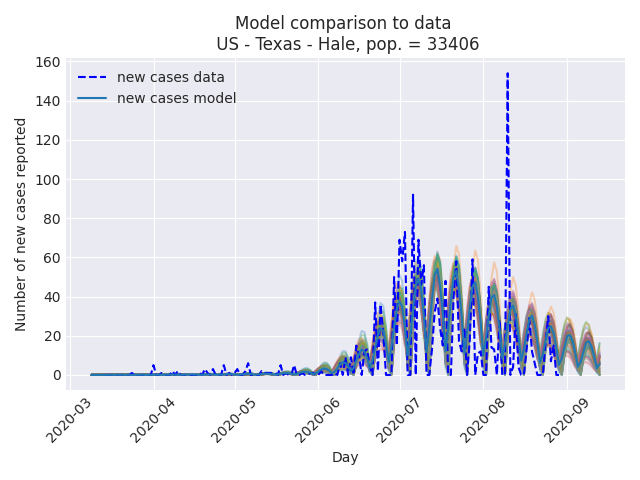 Model comparison to data
US - Texas - Hale, pop. = 33406
new cases data
new cases model
Number of new cases reported
160
140
120
100
80
60
40
20
0
2020-03
2020-04
2020-05
2020-06
2020-07
2020-08
2020-09
Day